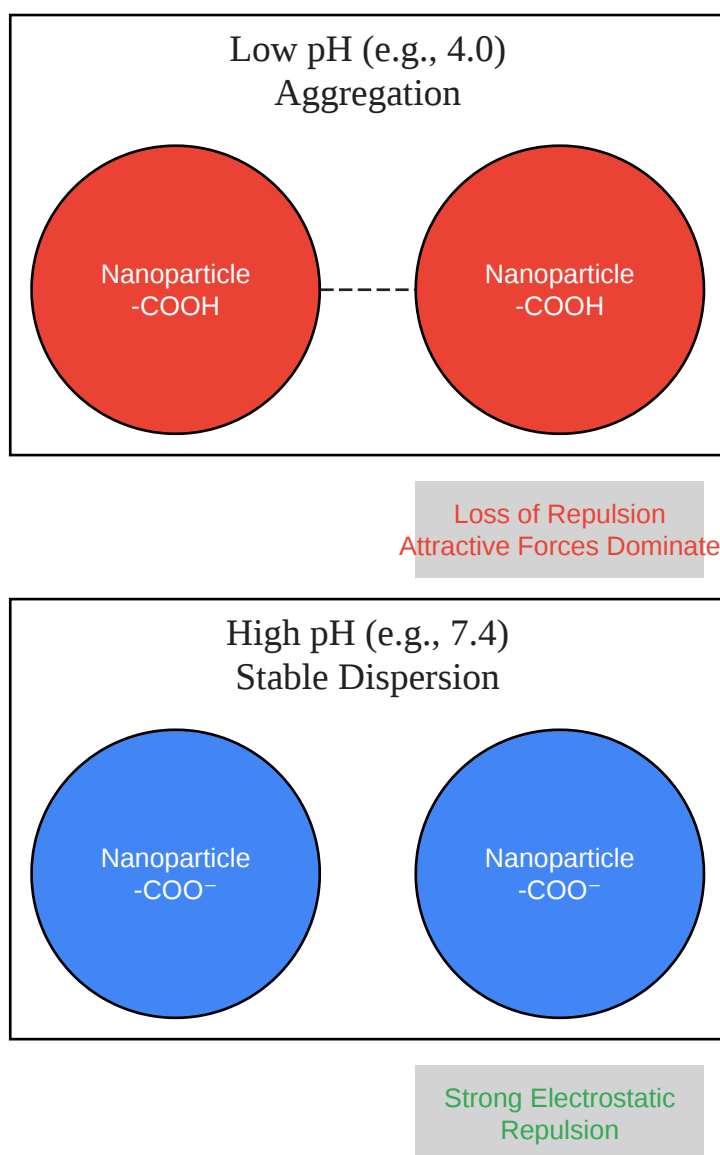 Low pH (e.g., 4.0)
Aggregation
Nanoparticle
-COOH
Nanoparticle
-COOH
Loss of Repulsion
Attractive Forces Dominate
High pH (e.g., 7.4)
Stable Dispersion
Nanoparticle
-COO⁻
Nanoparticle
-COO⁻
Strong Electrostatic
Repulsion